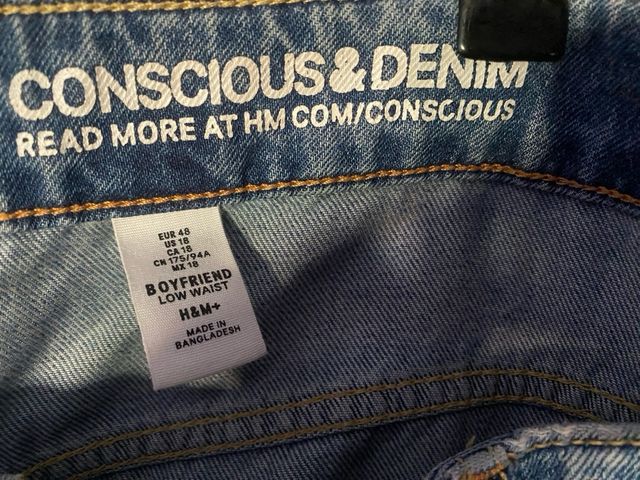 CONSCIOUS & DENIM
READ MORE AT HM COM/CONSCIOUS
EUR 48
US 18
CA 18
CN 175/94A
MX 18
BOYFRIEND
LOW WAIST
H&M+
MADE IN
BANGLADESH